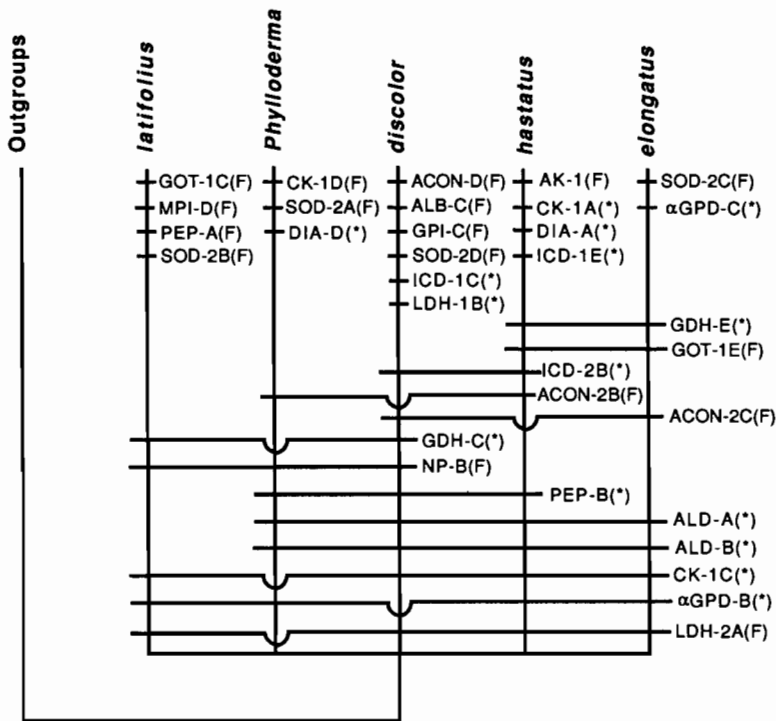 Outgroups
latifolius
Phylloderma
discolor
hastatus
elongatus
GOT-1C(F) CK-1D(F) ACON-D(F) AK-1(F) SOD-2C(F)
MPI-D(F) SOD-2A(F) ALB-C(F) CK-1A(*) αGPD-C(*)
PEP-A(F) DIA-D(*) GPI-C(F) DIA-A(*)
SOD-2B(F) SOD-2D(F) ICD-1E(*)
ICD-1C(*)
LDH-1B(*)
GDH-E(*)
GOT-1E(F)
ICD-2B(*)
ACON-2B(F)
ACON-2C(F)
GDH-C(*)
NP-B(F)
PEP-B(*)
ALD-A(*)
ALD-B(*)
CK-1C(*)
αGPD-B(*)
LDH-2A(F)